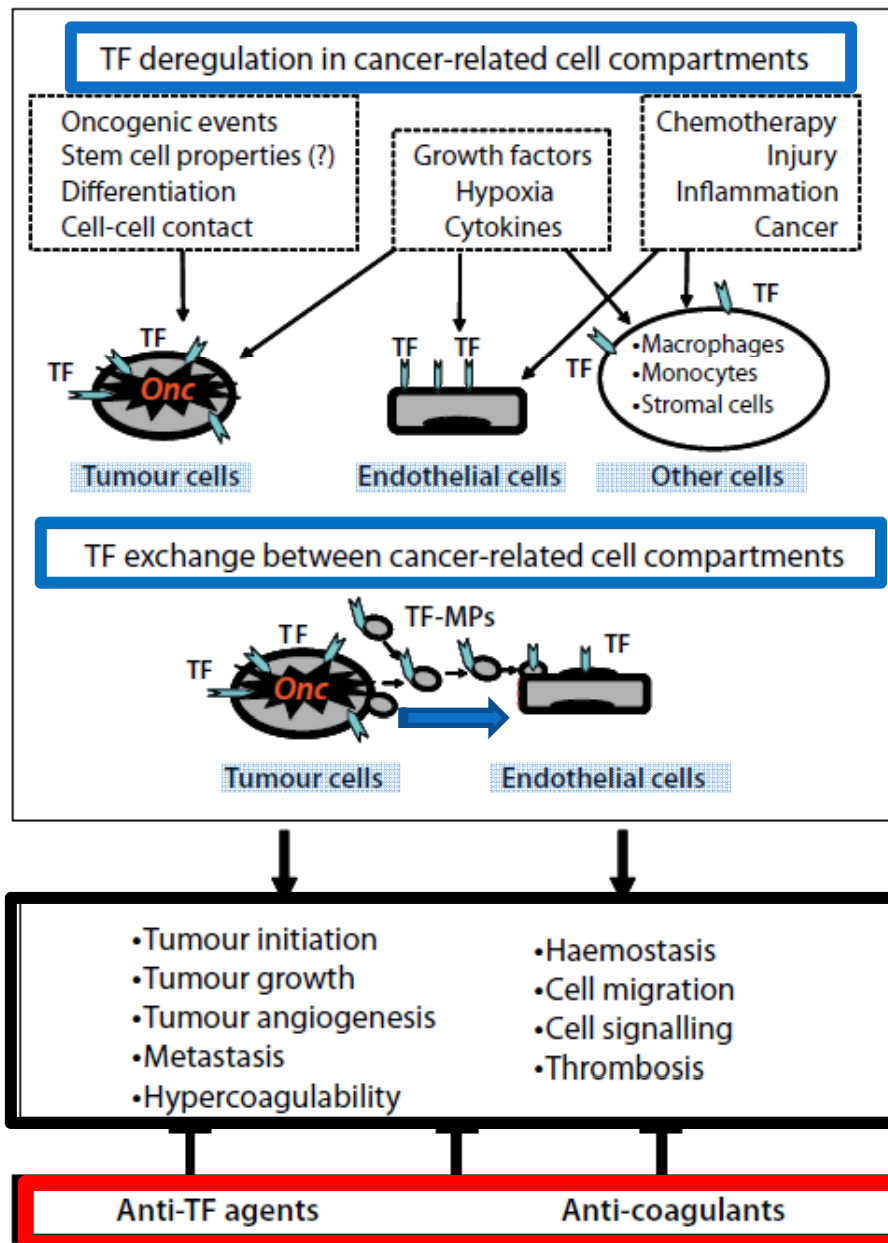 TF deregulation in cancer-related cell compartments
Oncogenic events
Stem cell properties (?)
Differentiation
Cell-cell contact
Growth factors
Hypoxia
Cytokines
Chemotherapy
Injury
Inflammation
Cancer
TF
TF
Onc
Tumour cells
TF
TF
Endothelial cells
TF
TF
•Macrophages
•Monocytes
•Stromal cells
Other cells
TF exchange between cancer-related cell compartments
TF-MPs
TF
TF
Onc
TF
Tumour cells
Endothelial cells
•Tumour initiation
•Tumour growth
•Tumour angiogenesis
•Metastasis
•Hypercoagulability
•Haemostasis
•Cell migration
•Cell signalling
•Thrombosis
Anti-TF agents
Anti-coagulants